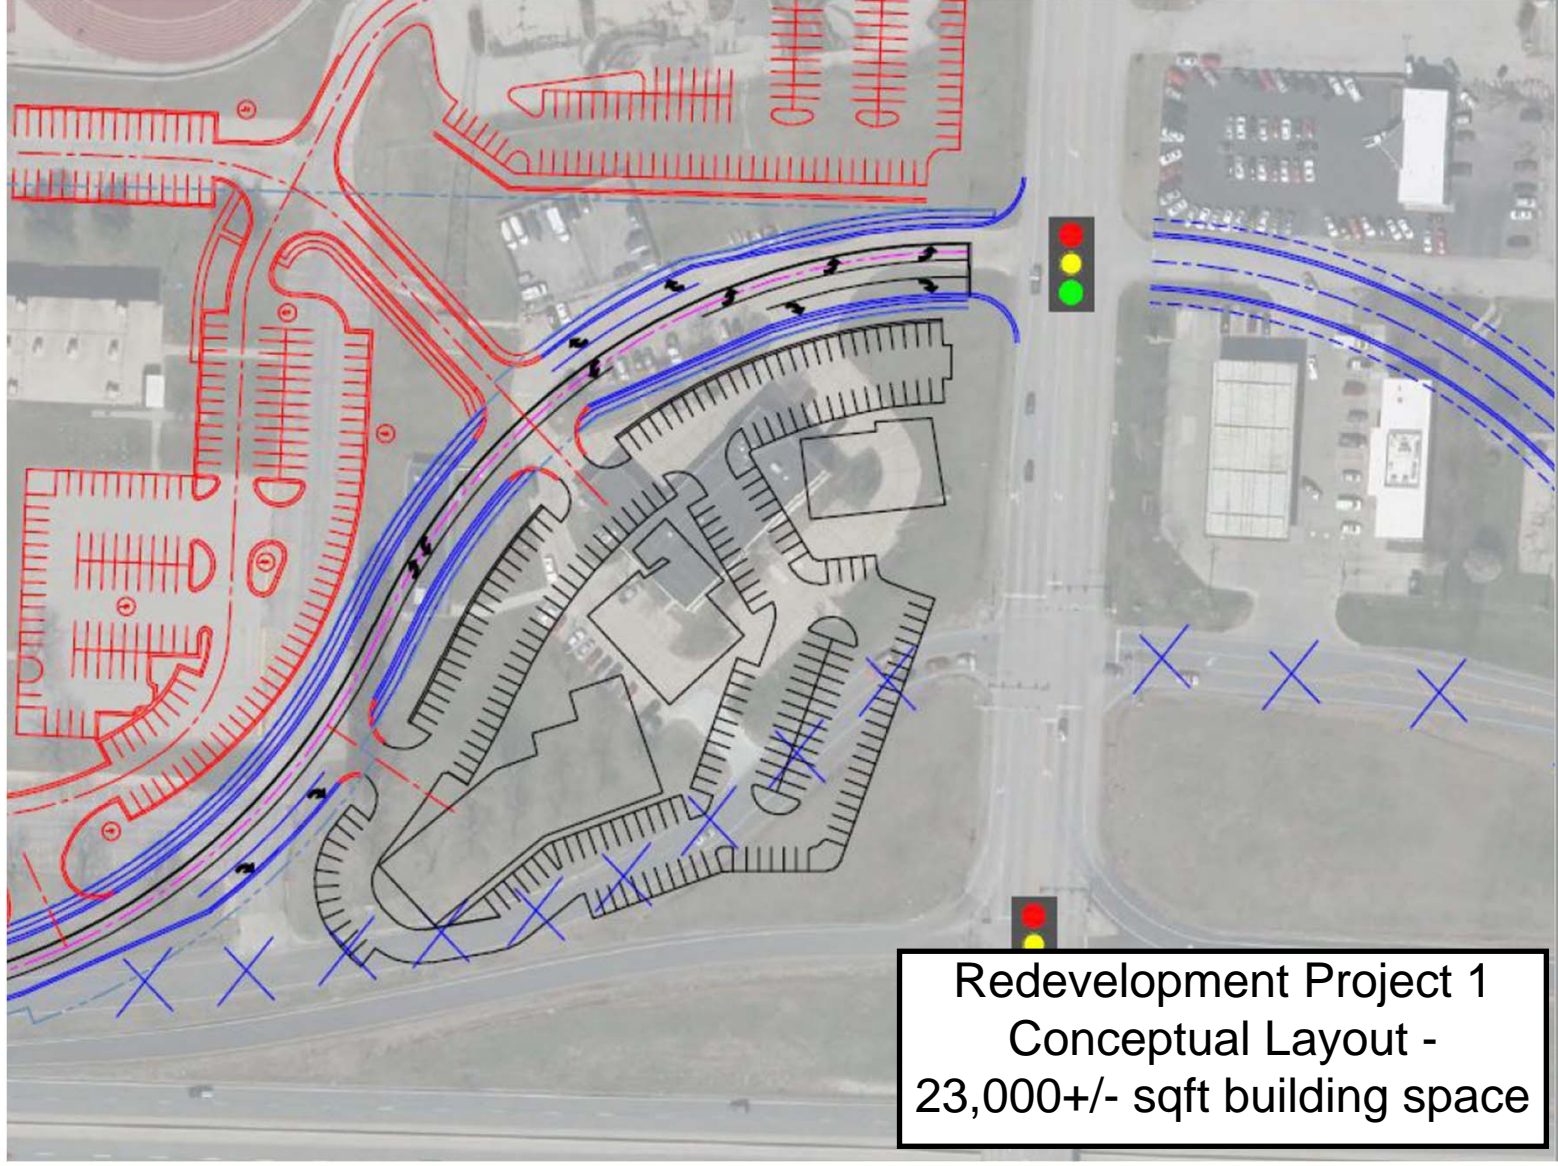 Redevelopment Project 1
Conceptual Layout -
23,000+/- sqft building space